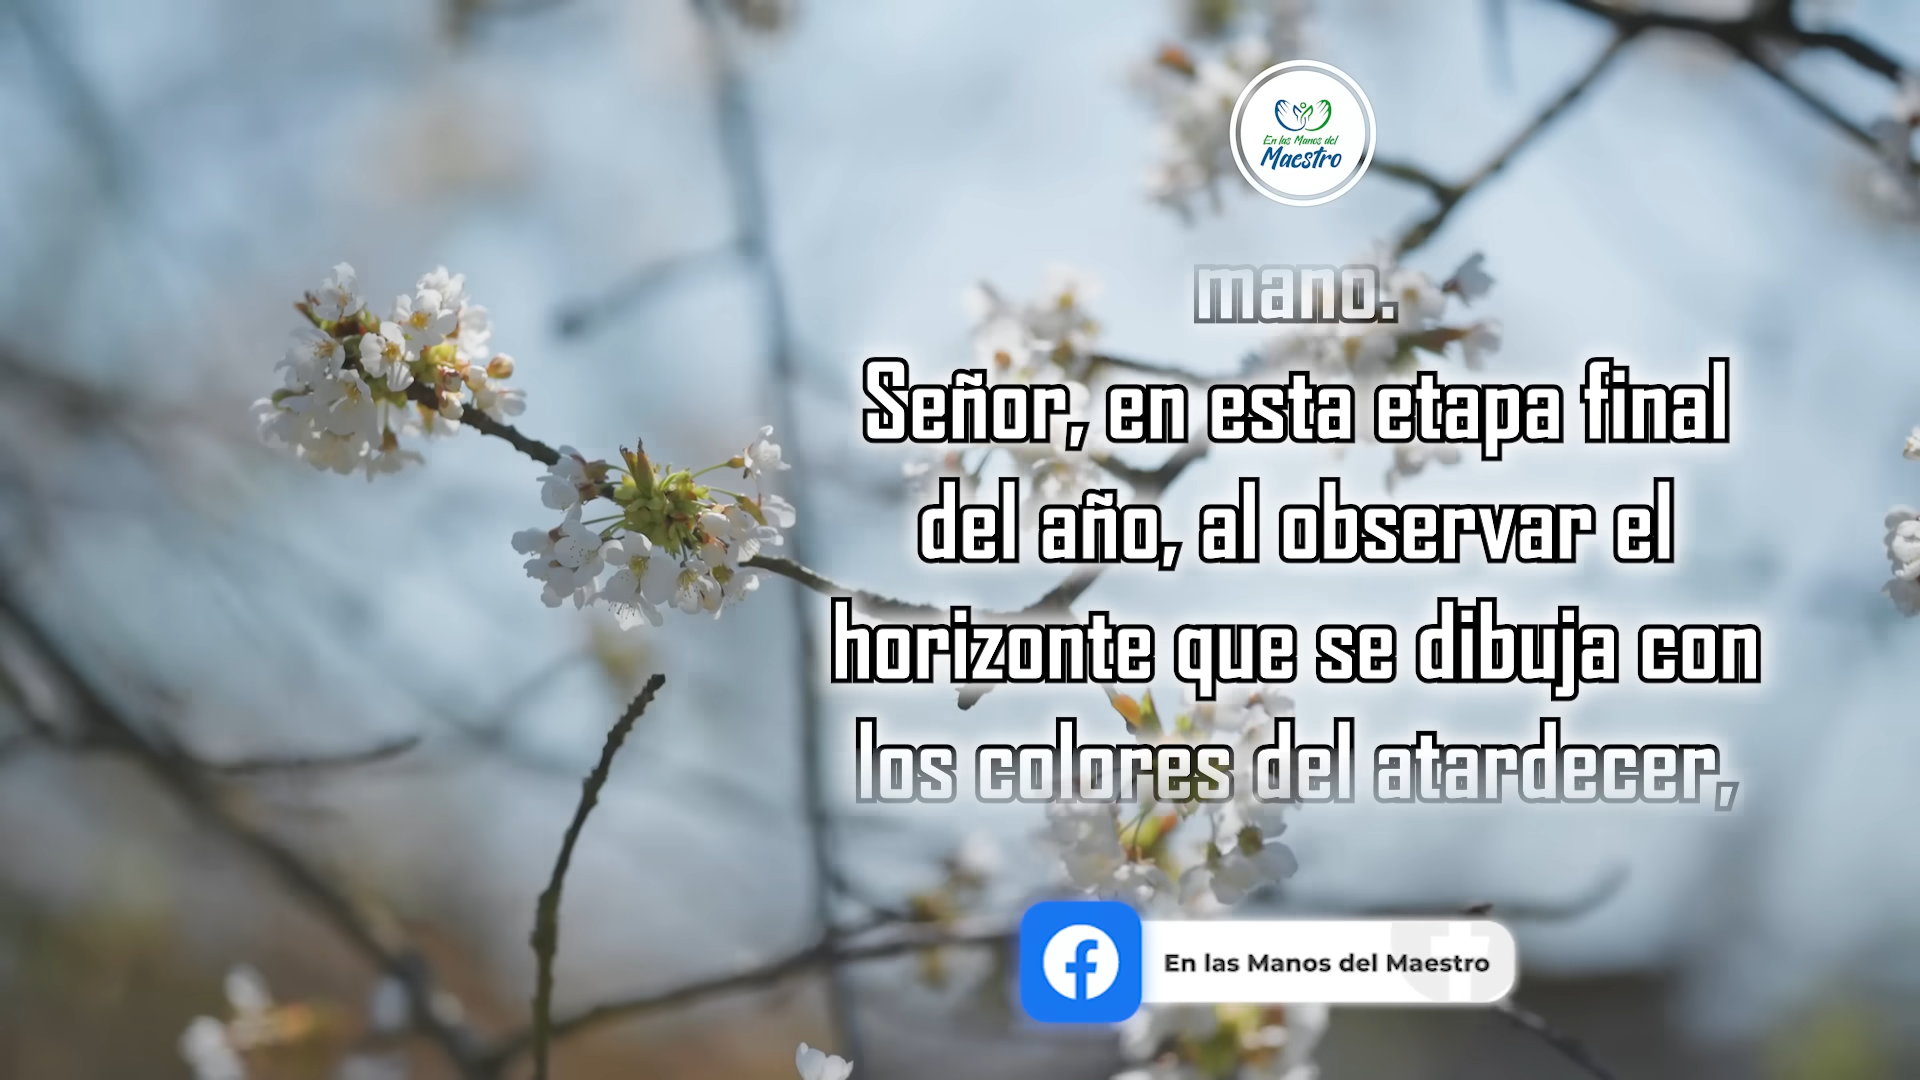 En las Manos del
Maestro
mano.
Señor, en esta etapa final
del año, al observar el
horizonte que se dibuja con
los colores del atardecer,
En las Manos del Maestro